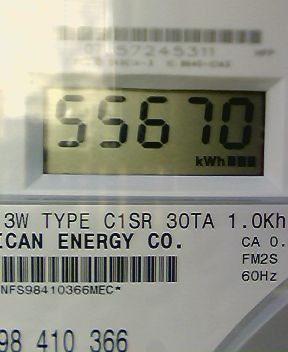 57245311
55670
kWh
3W TYPE C1SR 30TA 1.0Kh
ICAN ENERGY CO.
CA 0.
FM2S
60Hz
NFS98410366MEC*
98 410 366